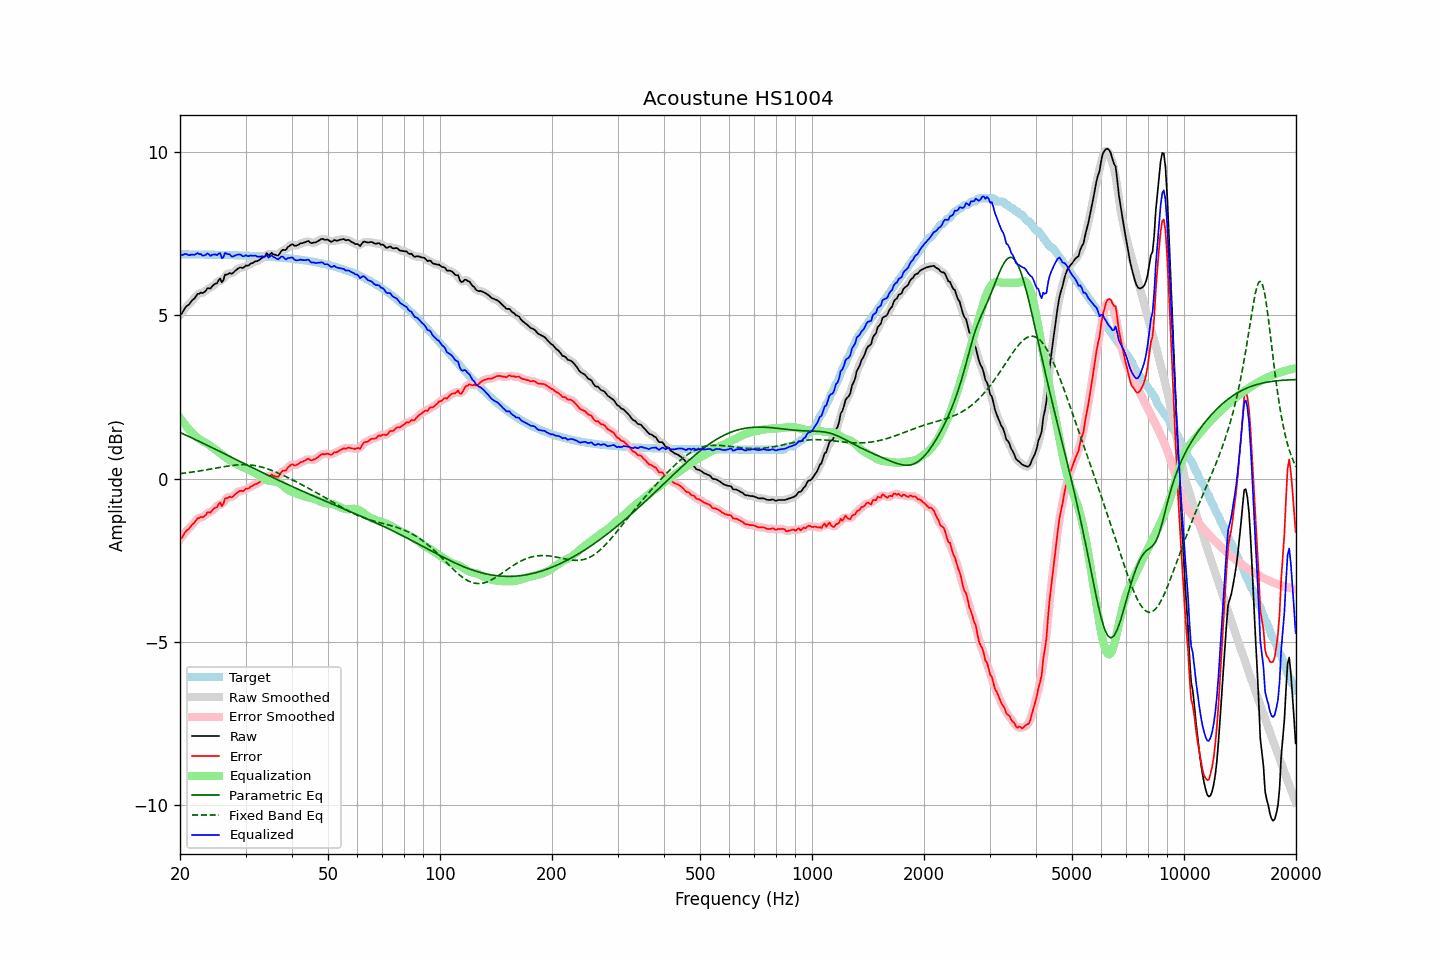 Acoustune HS1004
Amplitude (dBr)
10
5
0
−5
−10
Target
Raw Smoothed
Error Smoothed
Raw
Error
Equalization
Parametric Eq
Fixed Band Eq
Equalized
20 50 100 200 500 1000 2000 5000 10000 20000
Frequency (Hz)